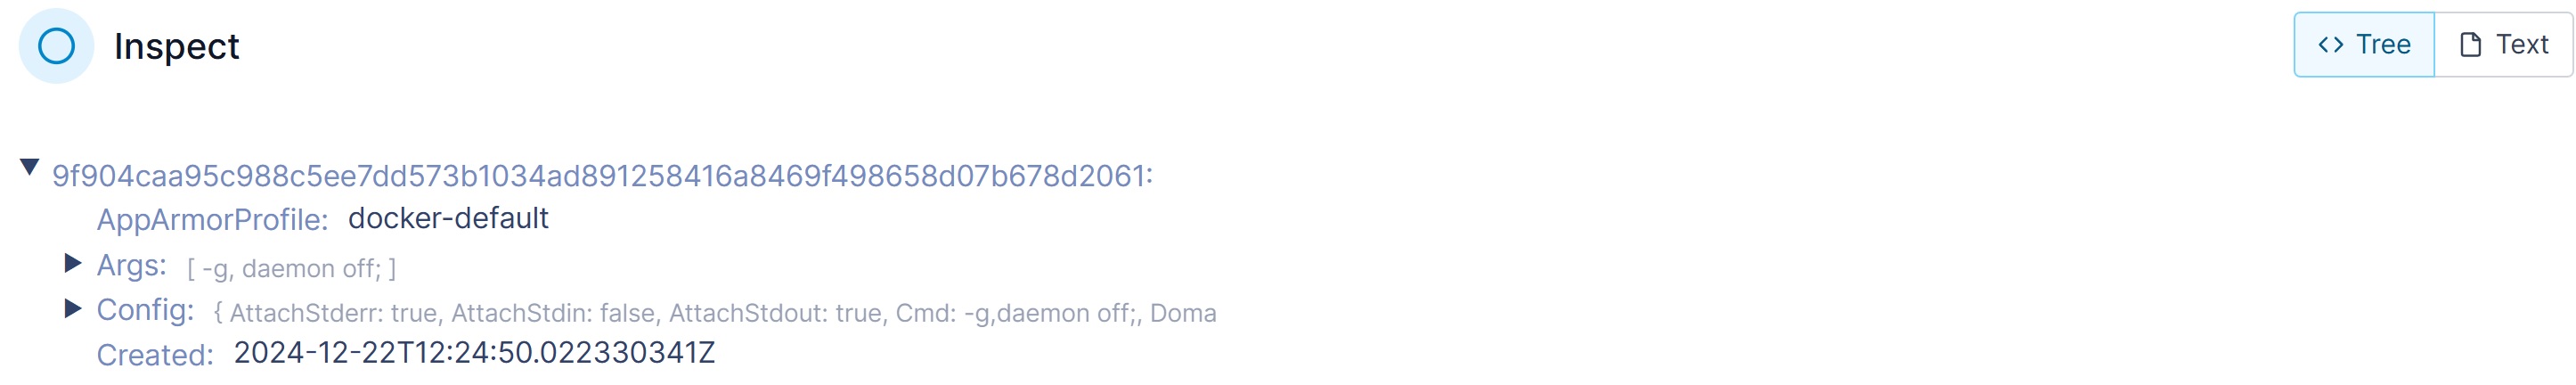 Inspect
Tree
Text
9f904caa95c988c5ee7dd573b1034ad891258416a8469f498658d07b678d2061:
AppArmorProfile: docker-default
Args: [ -g, daemon off; ]
Config: { AttachStderr: true, AttachStdin: false, AttachStdout: true, Cmd: -g,daemon off;, Doma
Created: 2024-12-22T12:24:50.022330341Z